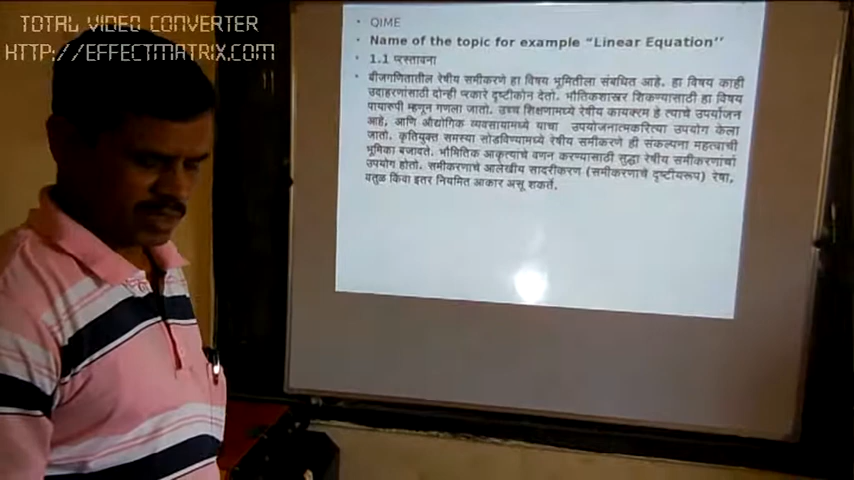 TOTAL VIDEO CONVERTER
HTTP://EFFECTMATRIX.COM
QIME
Name of the topic for example “Linear Equation’’
1.1 प्रस्तावना
बीजगणितातील रेषीय समीकरणे हा विषय भूमितीला संबधित आहे. हा विषय काही
उदाहरणांसाठी दोन्ही प्रकारे दृष्टीकोन देतो. भौतिकशास्त्र शिकण्यासाठी हा विषय
पायारुपी म्हणून गणला जातो. उच्च शिक्षणामध्ये रेषीय कार्यक्रम हे त्याचे उपयोजन
आहे, आणि औद्योगिक व्यवसायामध्ये याचा उपयोजनात्मकरित्या उपयोग केला
जातो. कृतियुक्त समस्या सोडविण्यामध्ये रेषीय समीकरणे ही संकल्पना महत्वाची
भूमिका बजावते. भौमितिक आकृत्याचे वर्णन करण्यासाठी सुद्धा रेषीय समीकरणांचा
उपयोग होतो. समीकरणाचे आलेखीय सादरीकरण (समीकरणाचे दृष्टीयरूप) रेषा,
वर्तुळ किंवा इतर नियमित आकार असू शकते.